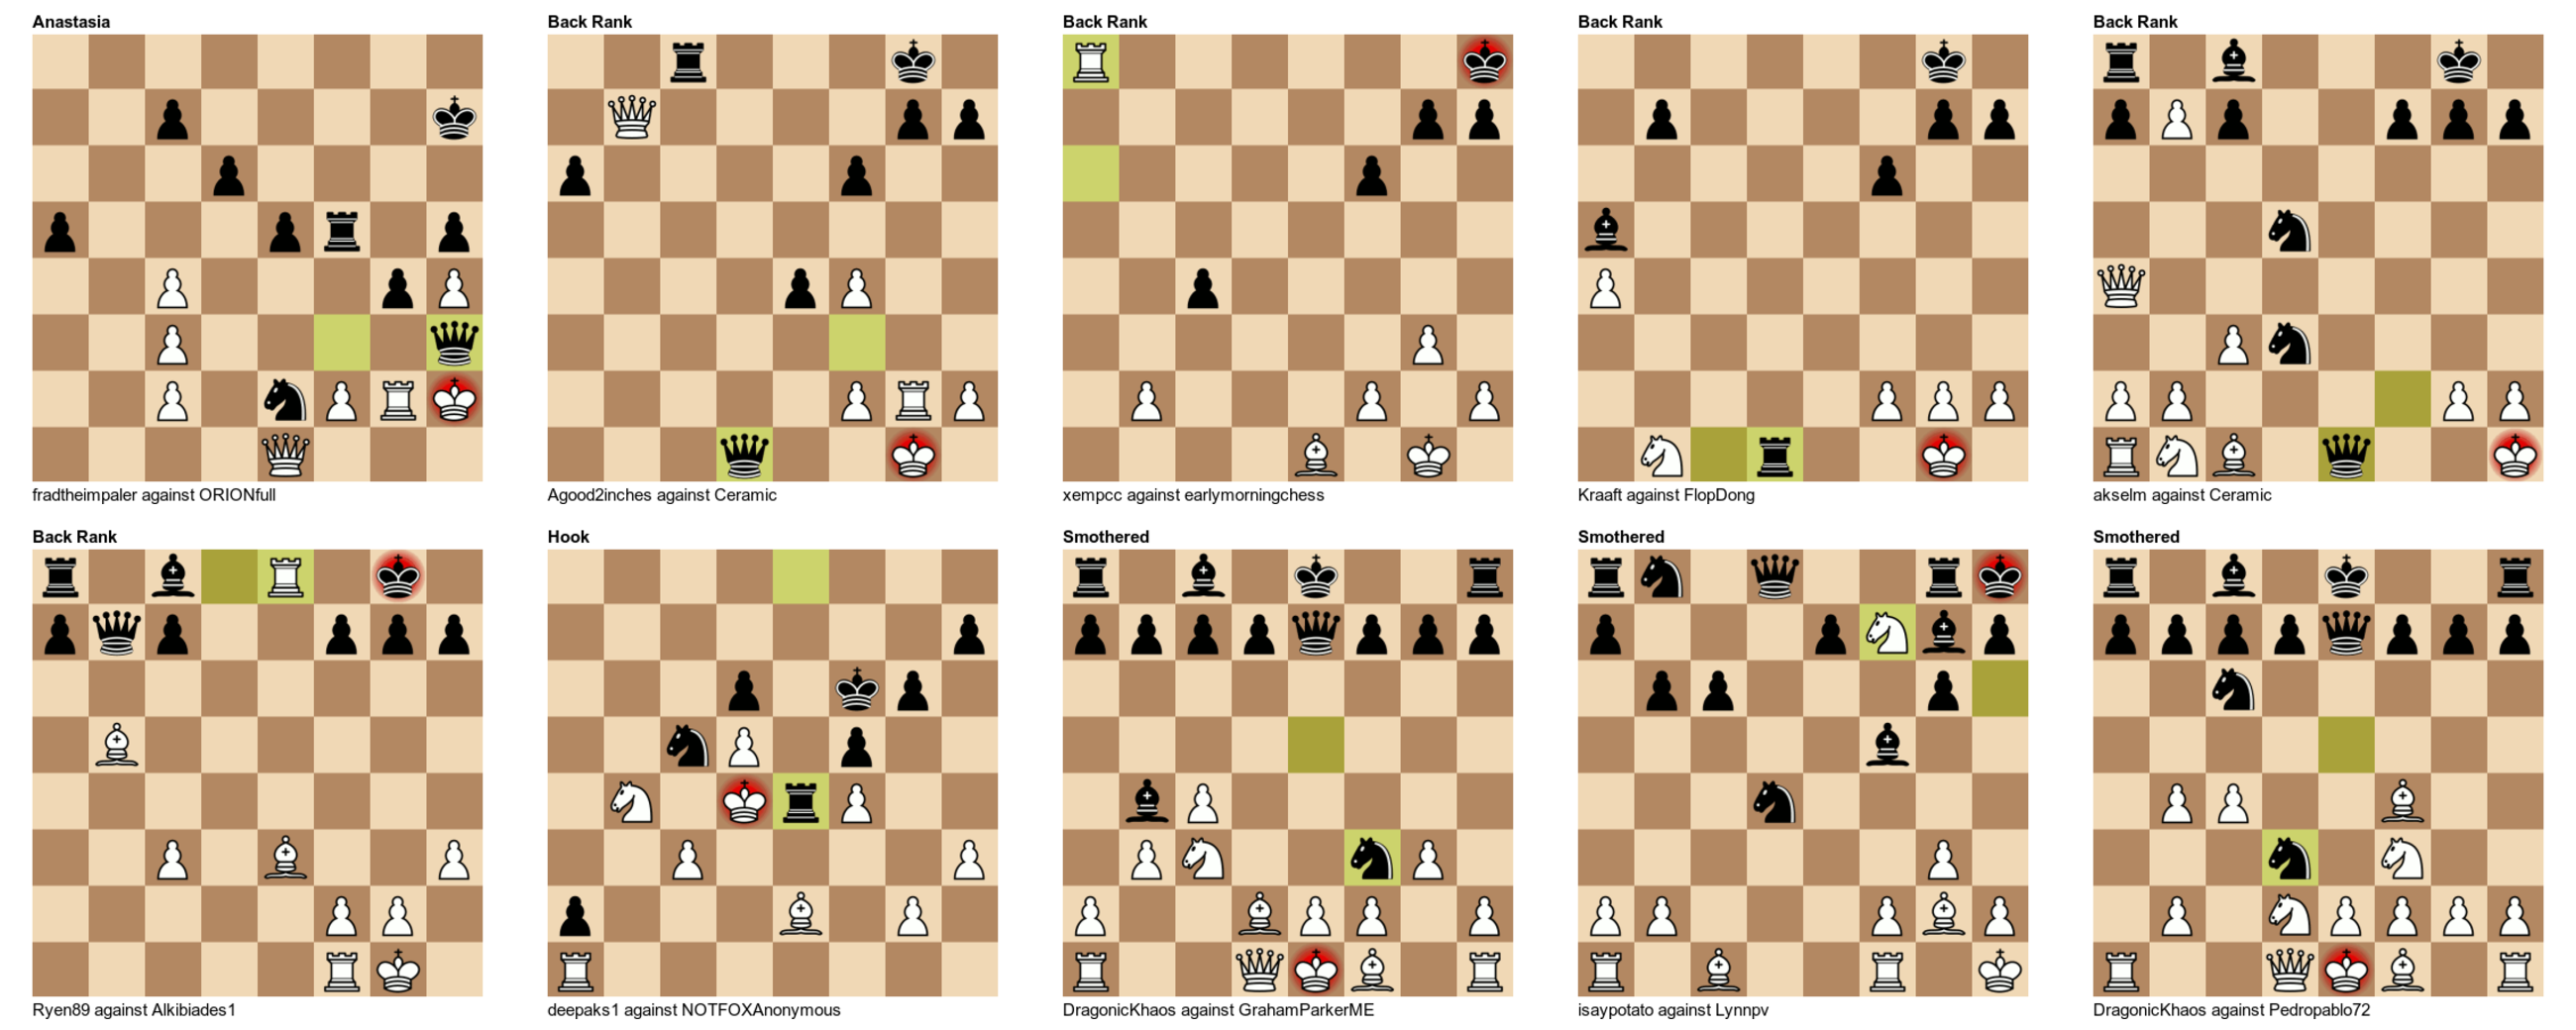 Anastasia
Back Rank
Back Rank
Back Rank
Back Rank
fradtheimpaler against ORIONfull
Agood2inches against Ceramic
xempcc against earlymorningchess
Kraaft against FlopDong
akselm against Ceramic
Back Rank
Hook
Smothered
Smothered
Smothered
Ryen89 against Alkibiades1
deepaks1 against NOTFOXAnonymous
DragonicKhaos against GrahamParkerME
isaypotato against Lynnpv
DragonicKhaos against Pedropablo72